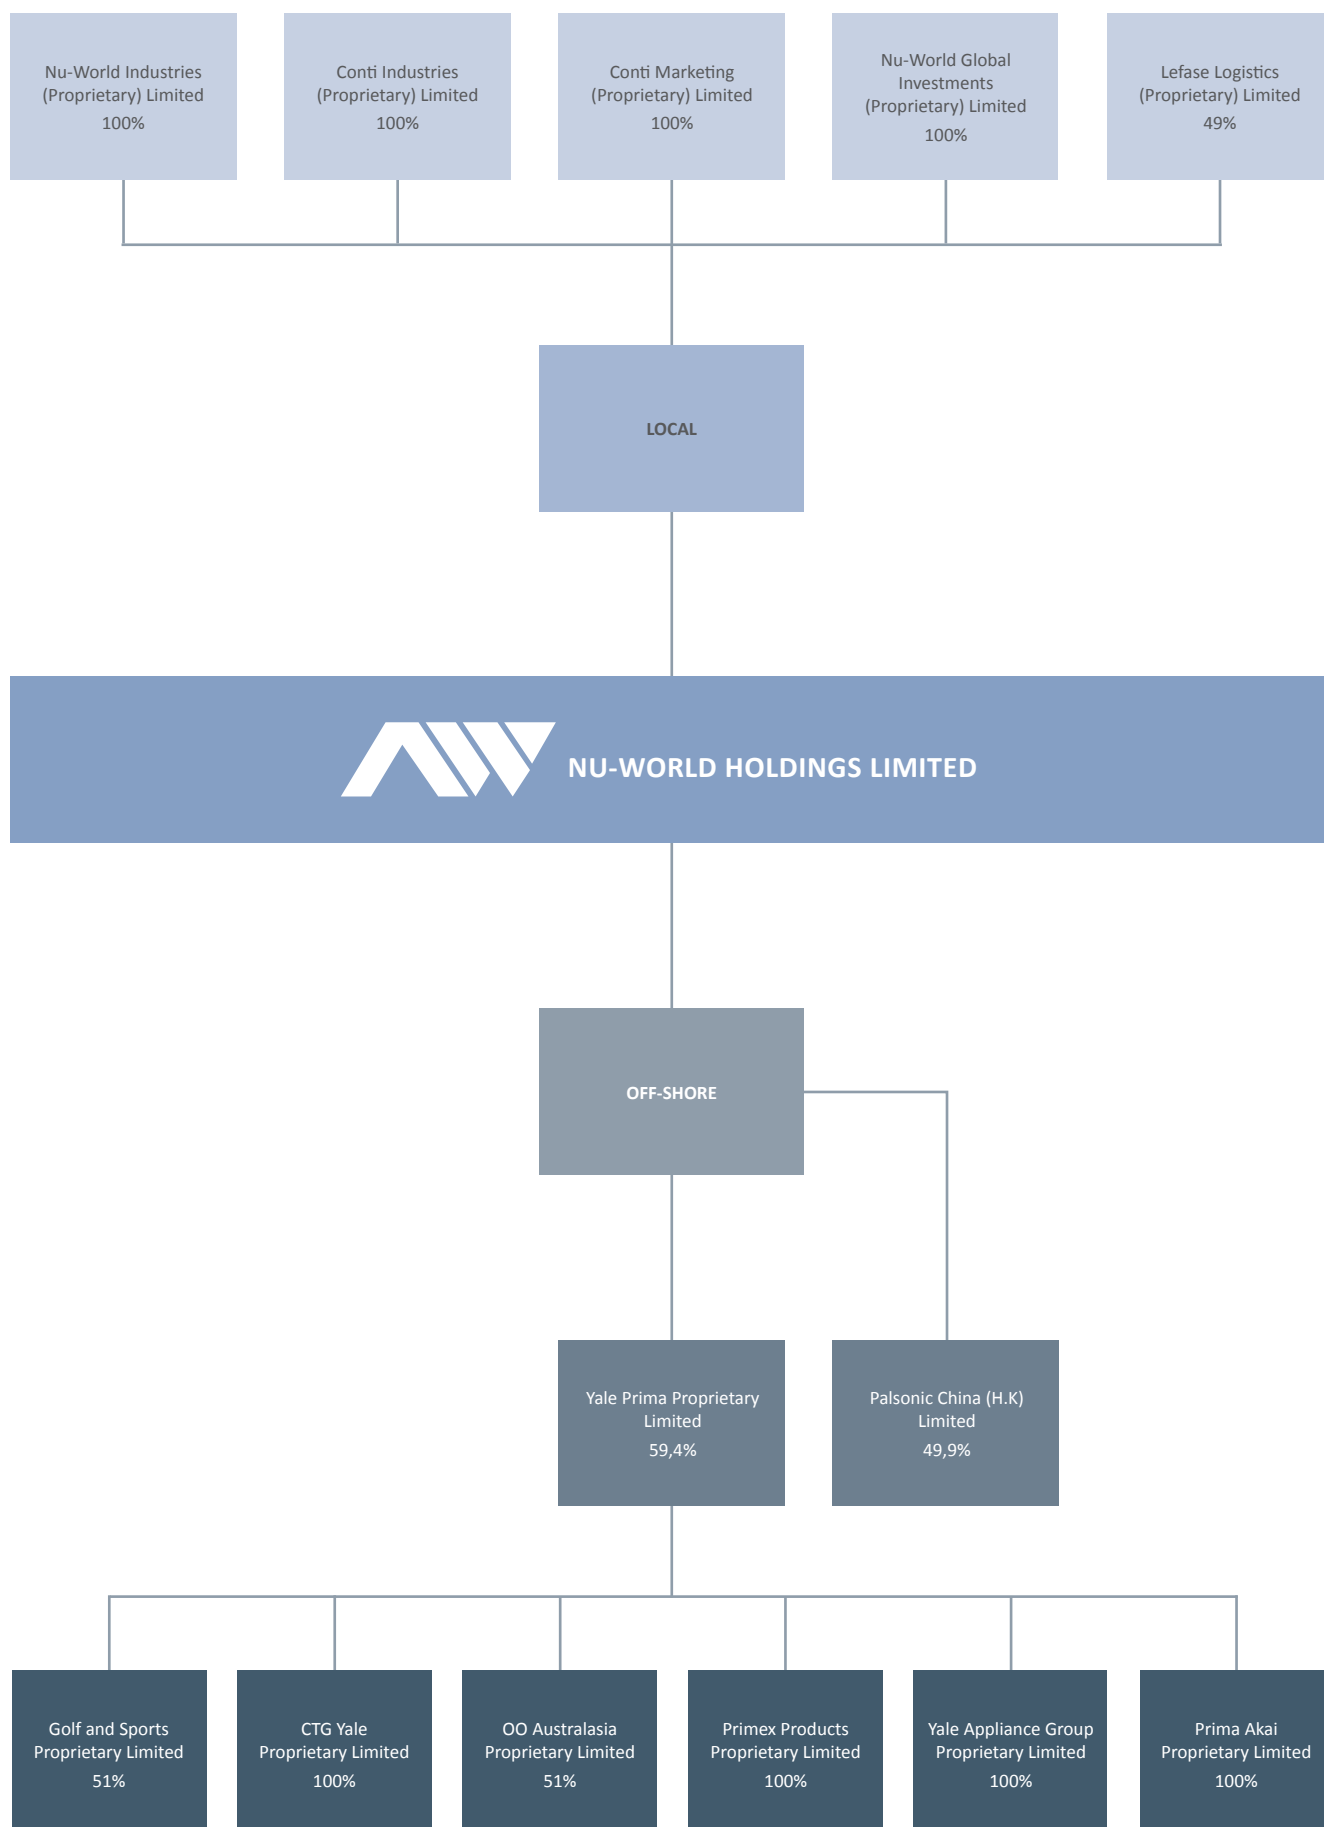 Nu-World Industries
(Proprietary) Limited
100%
Conti Industries
(Proprietary) Limited
100%
Conti Marketing
(Proprietary) Limited
100%
Nu-World Global
Investments
(Proprietary) Limited
100%
Lefase Logistics
(Proprietary) Limited
49%
LOCAL
NU-WORLD HOLDINGS LIMITED
OFF-SHORE
Yale Prima Proprietary
Limited
59,4%
Palsonic China (H.K)
Limited
49,9%
Golf and Sports
Proprietary Limited
51%
CTG Yale
Proprietary Limited
100%
OO Australasia
Proprietary Limited
51%
Primex Products
Proprietary Limited
100%
Yale Appliance Group
Proprietary Limited
100%
Prima Akai
Proprietary Limited
100%